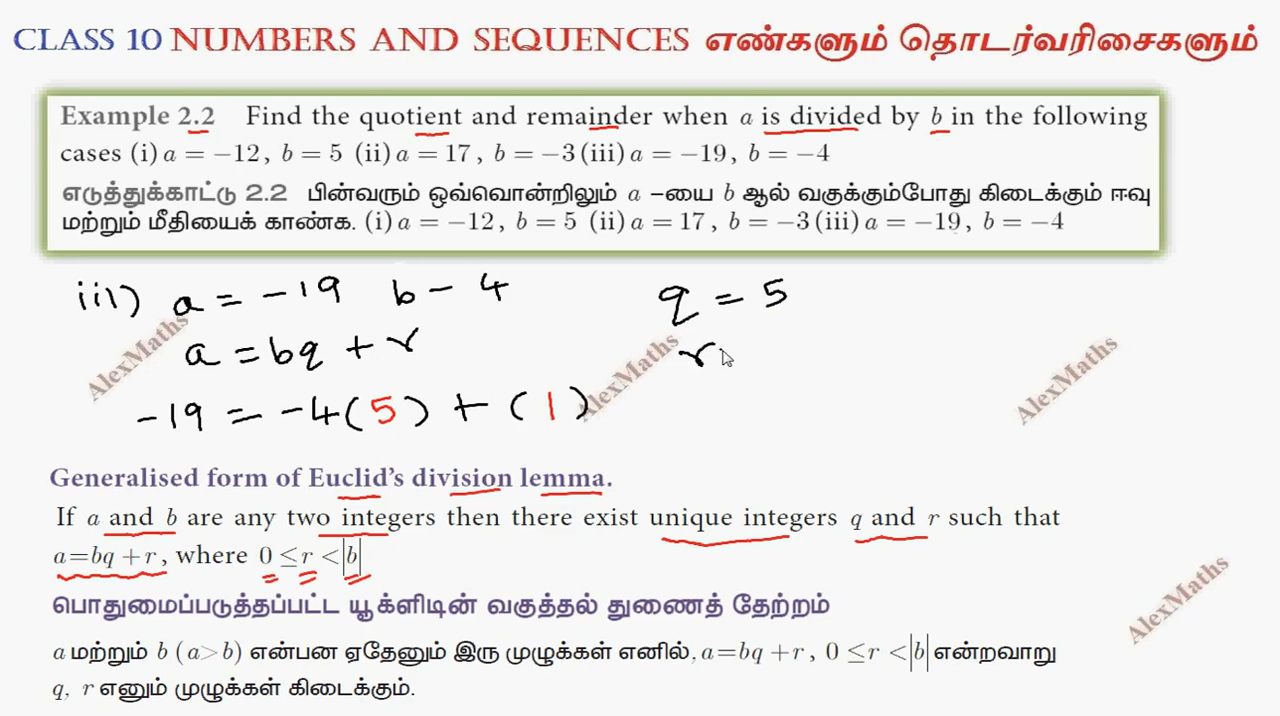 CLASS 10 NUMBERS AND SEQUENCES எண்களும் தொடர்வரிசைகளும்
Example 2.2 Find the quotient and remainder when a is divided by b in the following
cases (i) a = −12, b = 5 (ii) a = 17, b = −3 (iii) a = −19, b = −4
எடுத்துக்காட்டு 2.2 பின்வரும் ஒவ்வொன்றிலும் a -யை b ஆல் வகுக்கும்போது கிடைக்கும் ஈவு
மற்றும் மீதியைக் காண்க. (i) a = −12, b = 5 (ii) a = 17, b = −3 (iii) a = −19, b = −4
iii) a = -19 b - 4 q = 5
a = bq + r r
-19 = -4(5) + (1)
AlexMaths
AlexMaths
AlexMaths
Generalised form of Euclid's division lemma.
If a and b are any two integers then there exist unique integers q and r such that
a=bq +r, where 0 ≤ r < |b|
பொதுமைப்படுத்தப்பட்ட யூக்ளிடின் வகுத்தல் துணைத் தேற்றம்
AlexMaths
a மற்றும் b (a > b) என்பன ஏதேனும் இரு முழுக்கள் எனில், a=bq +r, 0 ≤ r < |b| என்றவாறு
q, r எனும் முழுக்கள் கிடைக்கும்.